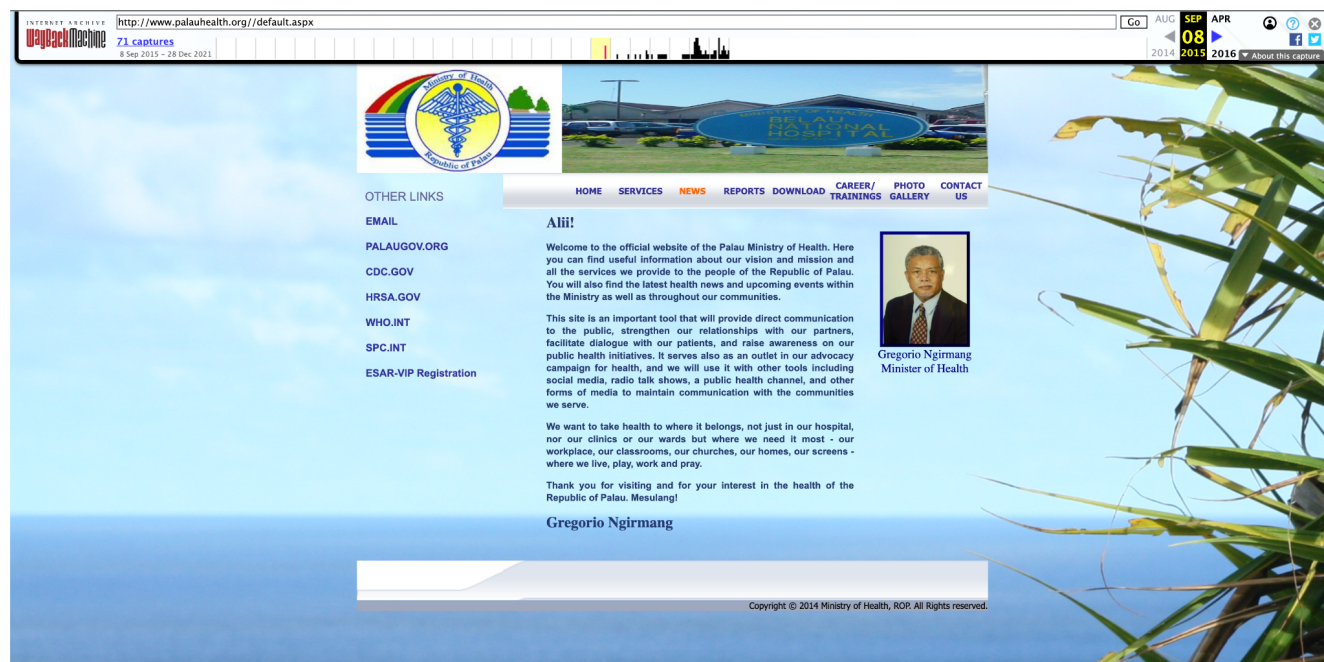 INTERNET ARCHIVE
WayBackMachine
http://www.palauhealth.org//default.aspx
Go
71 captures
8 Sep 2015 – 28 Dec 2021
AUG SEP APR
08
2014 2015 2016
About this capture
Ministry of Health
Republic of Palau
MINISTRY OF HEALTH
BELAU
NATIONAL
HOSPITAL
HOME SERVICES NEWS REPORTS DOWNLOAD CAREER/ TRAININGS PHOTO GALLERY CONTACT US
OTHER LINKS
EMAIL
PALAUGOV.ORG
CDC.GOV
HRSA.GOV
WHO.INT
SPC.INT
ESAR-VIP Registration
Alii!
Welcome to the official website of the Palau Ministry of Health. Here
you can find useful information about our vision and mission and
all the services we provide to the people of the Republic of Palau.
You will also find the latest health news and upcoming events within
the Ministry as well as throughout our communities.
This site is an important tool that will provide direct communication
to the public, strengthen our relationships with our partners,
facilitate dialogue with our patients, and raise awareness on our
public health initiatives. It serves also as an outlet in our advocacy
campaign for health, and we will use it with other tools including
social media, radio talk shows, a public health channel, and other
forms of media to maintain communication with the communities
we serve.
We want to take health to where it belongs, not just in our hospital,
nor our clinics or our wards but where we need it most - our
workplace, our classrooms, our churches, our homes, our screens -
where we live, play, work and pray.
Thank you for visiting and for your interest in the health of the
Republic of Palau. Mesulang!
Gregorio Ngirmang
Gregorio Ngirmang
Minister of Health
Copyright © 2014 Ministry of Health, ROP. All Rights reserved.